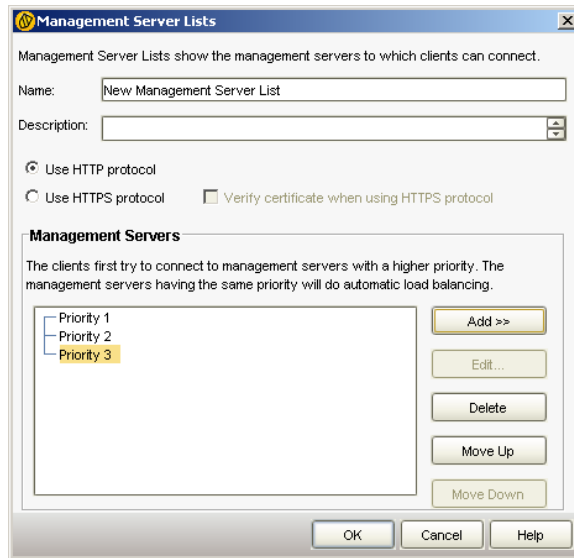 Management Server Lists
Management Server Lists show the management servers to which clients can connect.
Name: New Management Server List
Description:
Use HTTP protocol
Use HTTPS protocol Verify certificate when using HTTPS protocol
Management Servers
The clients first try to connect to management servers with a higher priority. The
management servers having the same priority will do automatic load balancing.
Priority 1
Priority 2
Priority 3
Add >>
Edit...
Delete
Move Up
Move Down
OK Cancel Help